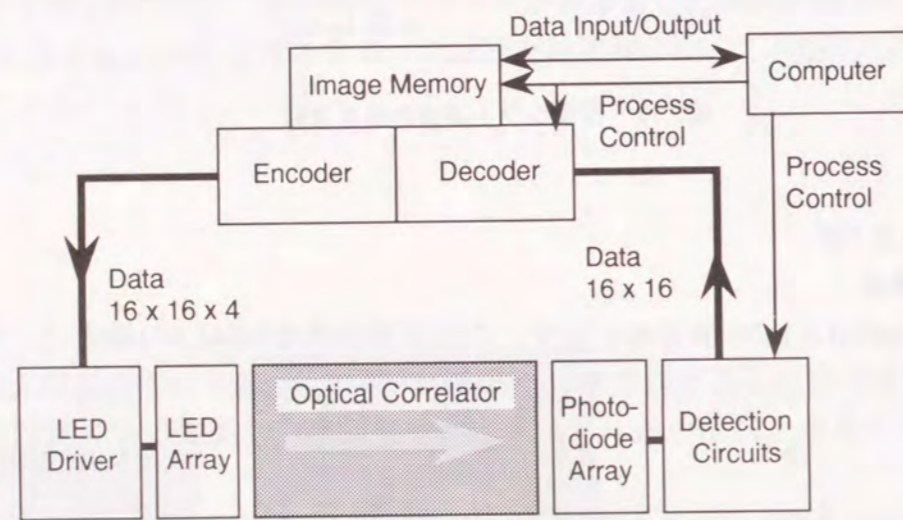 Data Input/Output
Image Memory
Computer
Process
Control
Encoder
Decoder
Process
Control
Data
16 x 16 x 4
Data
16 x 16
LED
Driver
LED
Array
Optical Correlator
Photo-
diode
Array
Detection
Circuits